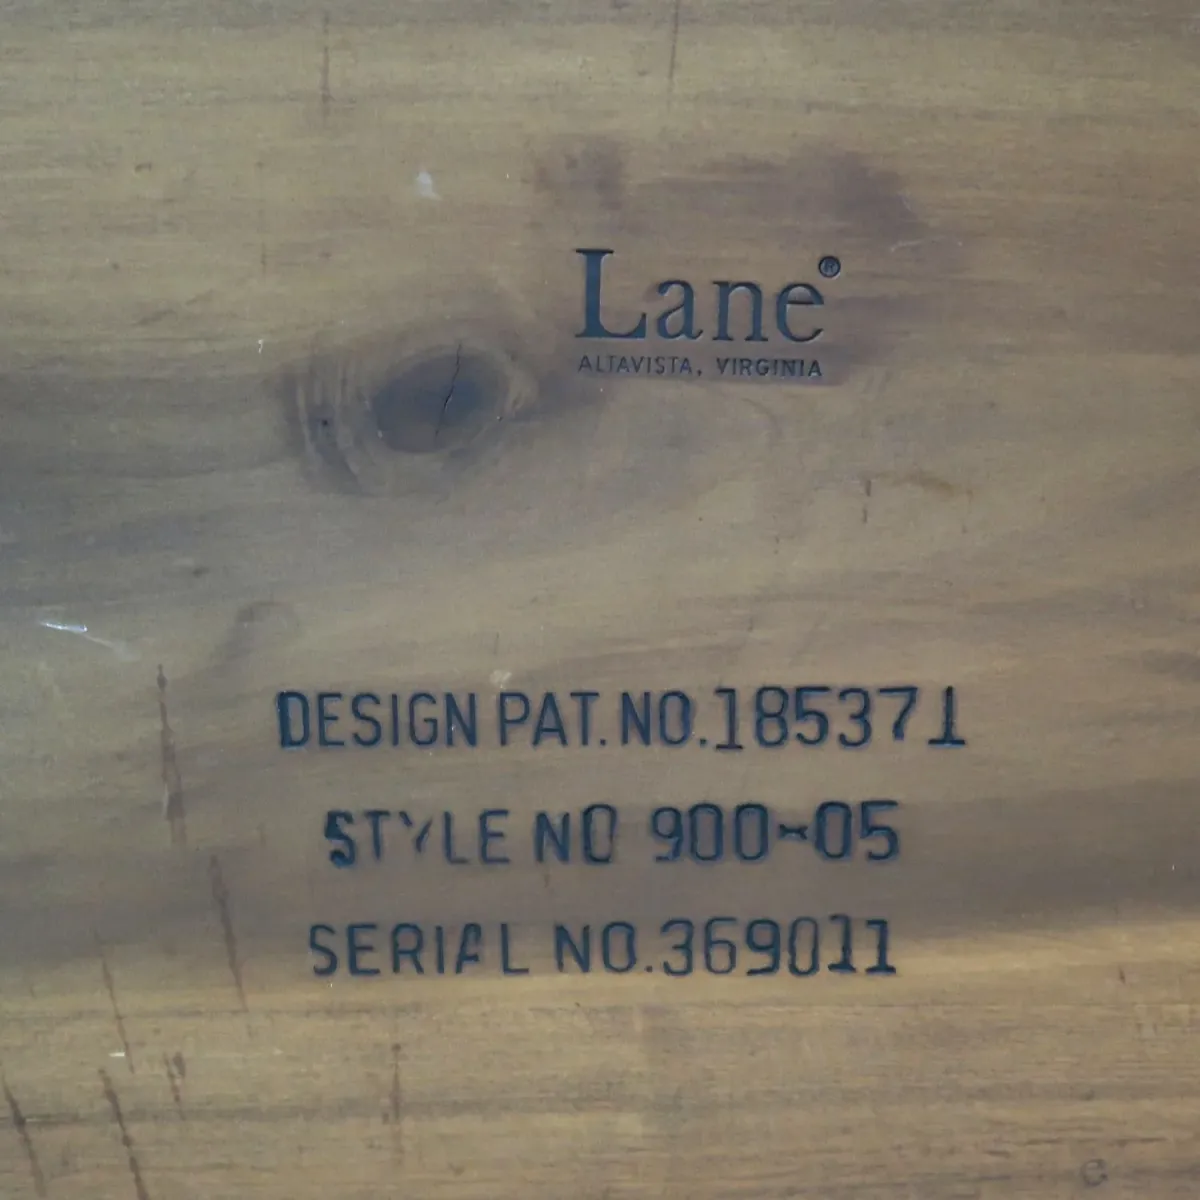 Lane®
ALTAVISTA, VIRGINIA
DESIGN PAT. NO. 185371
STYLE NO 900-05
SERIAL NO. 369011